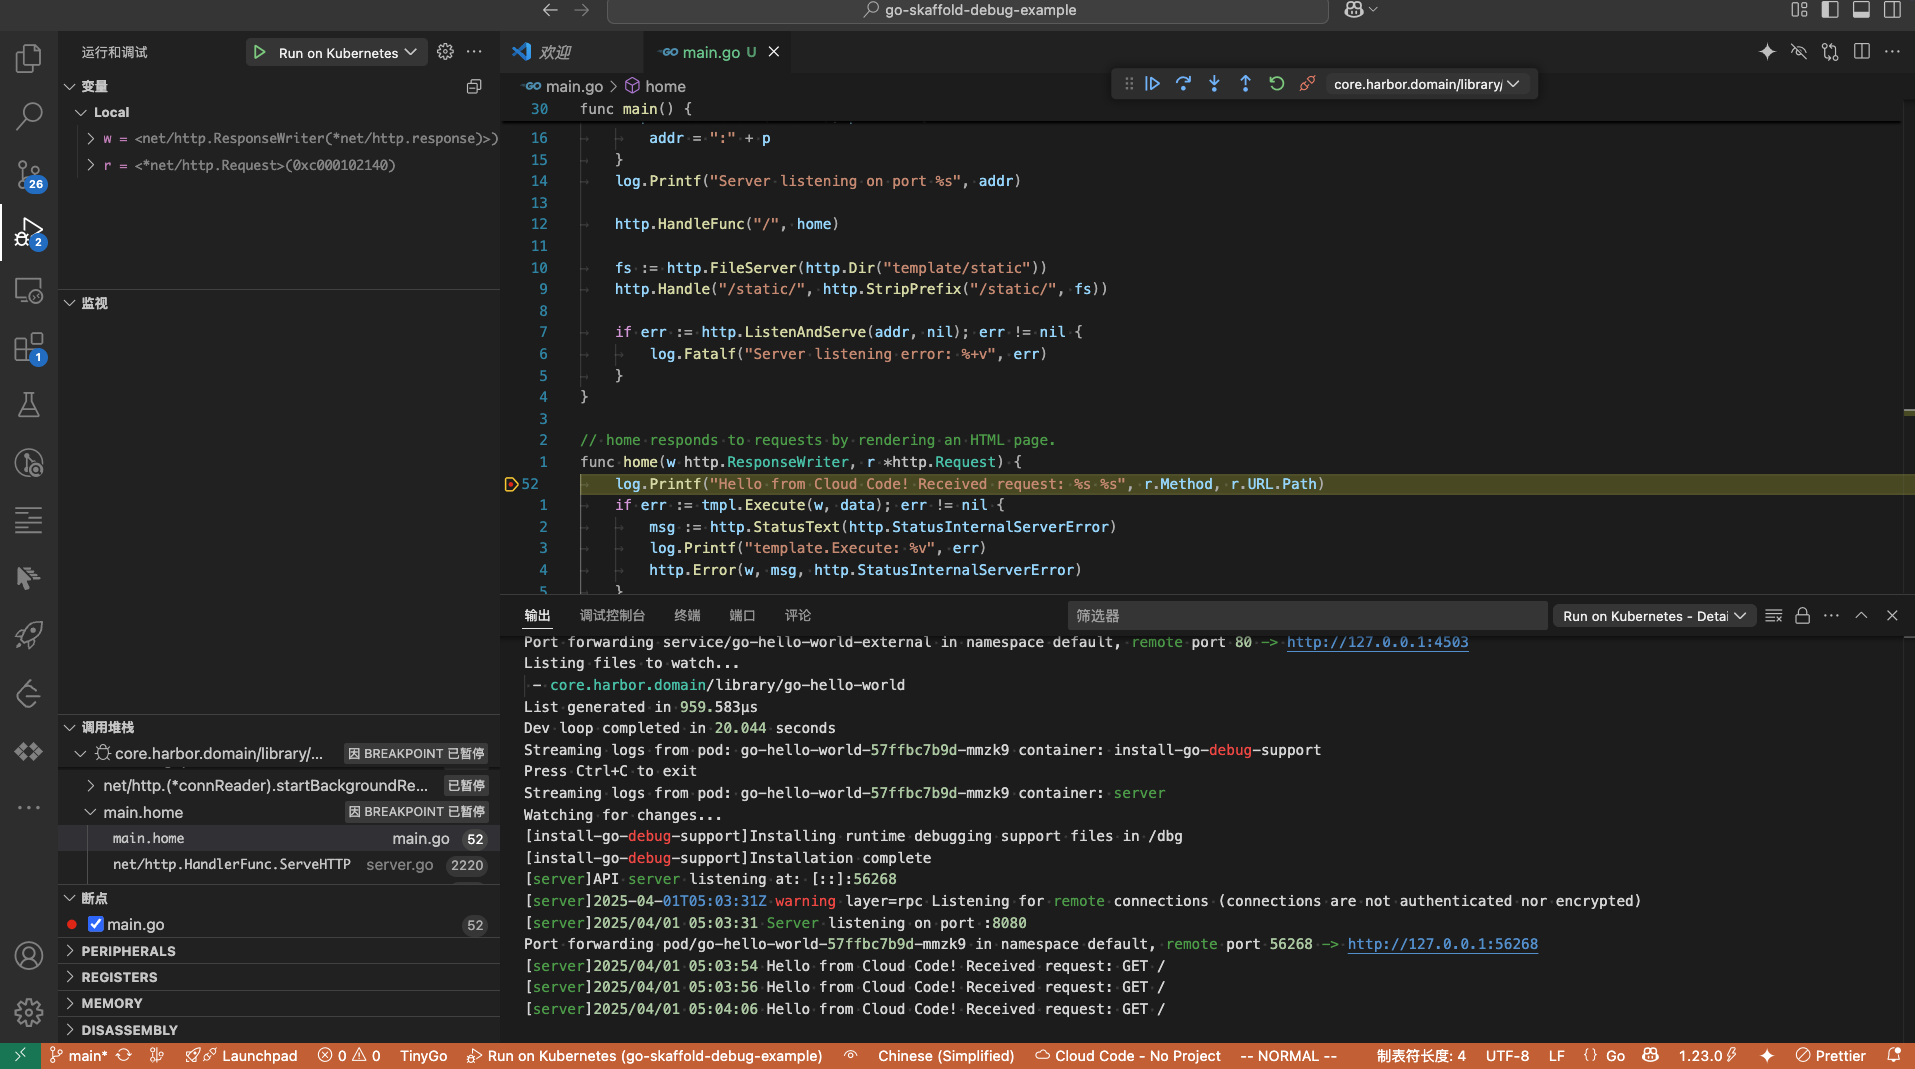 go-skaffold-debug-example
运行和调试
Run on Kubernetes
变量
Local
w = <net/http.ResponseWriter(*net/http.response)>)
r = <*net/http.Request>(0xc000102140)
监视
26
2
1
调用堆栈
core.harbor.domain/library/... 因 BREAKPOINT 已暂停
net/http.(*connReader).startBackgroundRe... 已暂停
main.home 因 BREAKPOINT 已暂停
main.home main.go 52
net/http.HandlerFunc.ServeHTTP server.go 2220
断点
main.go 52
PERIPHERALS
REGISTERS
MEMORY
DISASSEMBLY
欢迎
main.go U
main.go > home
core.harbor.domain/library/
30 func main() {
16 addr = ":" + p
15 }
14 log.Printf("Server listening on port %s", addr)
13
12 http.HandleFunc("/", home)
11
10 fs := http.FileServer(http.Dir("template/static"))
9 http.Handle("/static/", http.StripPrefix("/static/", fs))
8
7 if err := http.ListenAndServe(addr, nil); err != nil {
6 log.Fatalf("Server listening error: %+v", err)
5 }
4 }
3
2 // home responds to requests by rendering an HTML page.
1 func home(w http.ResponseWriter, r *http.Request) {
52 log.Printf("Hello from Cloud Code! Received request: %s %s", r.Method, r.URL.Path)
1 if err := tmpl.Execute(w, data); err != nil {
2 msg := http.StatusText(http.StatusInternalServerError)
3 log.Printf("template.Execute: %v", err)
4 http.Error(w, msg, http.StatusInternalServerError)
5 }
输出 调试控制台 终端 端口 评论 筛选器 Run on Kubernetes - Detai
Port forwarding service/go-hello-world-external in namespace default, remote port 80 -> http://127.0.0.1:4503
Listing files to watch...
- core.harbor.domain/library/go-hello-world
List generated in 959.583µs
Dev loop completed in 20.044 seconds
Streaming logs from pod: go-hello-world-57ffbc7b9d-mmzk9 container: install-go-debug-support
Press Ctrl+C to exit
Streaming logs from pod: go-hello-world-57ffbc7b9d-mmzk9 container: server
Watching for changes...
[install-go-debug-support]Installing runtime debugging support files in /dbg
[install-go-debug-support]Installation complete
[server]API server listening at: [::]:56268
[server]2025-04-01T05:03:31Z warning layer=rpc Listening for remote connections (connections are not authenticated nor encrypted)
[server]2025/04/01 05:03:31 Server listening on port :8080
Port forwarding pod/go-hello-world-57ffbc7b9d-mmzk9 in namespace default, remote port 56268 -> http://127.0.0.1:56268
[server]2025/04/01 05:03:54 Hello from Cloud Code! Received request: GET /
[server]2025/04/01 05:03:56 Hello from Cloud Code! Received request: GET /
[server]2025/04/01 05:04:06 Hello from Cloud Code! Received request: GET /
main* Launchpad 0 0 TinyGo Run on Kubernetes (go-skaffold-debug-example) Chinese (Simplified) Cloud Code - No Project -- NORMAL -- 制表符长度: 4 UTF-8 LF {} Go 1.23.0 Prettier